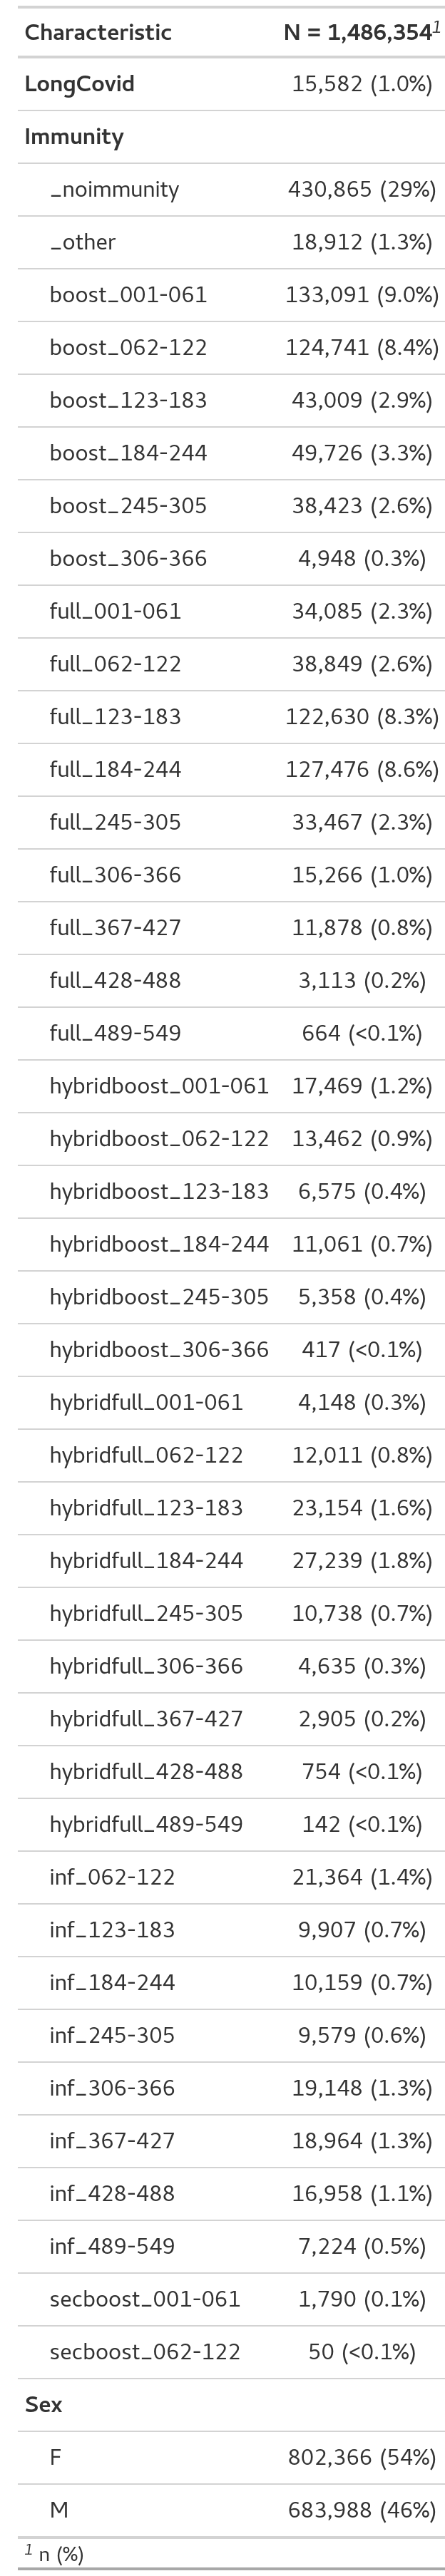 Characteristic N = 1,486,354¹
LongCovid 15,582 (1.0%)
Immunity
_noimmunity 430,865 (29%)
_other 18,912 (1.3%)
boost_001-061 133,091 (9.0%)
boost_062-122 124,741 (8.4%)
boost_123-183 43,009 (2.9%)
boost_184-244 49,726 (3.3%)
boost_245-305 38,423 (2.6%)
boost_306-366 4,948 (0.3%)
full_001-061 34,085 (2.3%)
full_062-122 38,849 (2.6%)
full_123-183 122,630 (8.3%)
full_184-244 127,476 (8.6%)
full_245-305 33,467 (2.3%)
full_306-366 15,266 (1.0%)
full_367-427 11,878 (0.8%)
full_428-488 3,113 (0.2%)
full_489-549 664 (<0.1%)
hybridboost_001-061 17,469 (1.2%)
hybridboost_062-122 13,462 (0.9%)
hybridboost_123-183 6,575 (0.4%)
hybridboost_184-244 11,061 (0.7%)
hybridboost_245-305 5,358 (0.4%)
hybridboost_306-366 417 (<0.1%)
hybridfull_001-061 4,148 (0.3%)
hybridfull_062-122 12,011 (0.8%)
hybridfull_123-183 23,154 (1.6%)
hybridfull_184-244 27,239 (1.8%)
hybridfull_245-305 10,738 (0.7%)
hybridfull_306-366 4,635 (0.3%)
hybridfull_367-427 2,905 (0.2%)
hybridfull_428-488 754 (<0.1%)
hybridfull_489-549 142 (<0.1%)
inf_062-122 21,364 (1.4%)
inf_123-183 9,907 (0.7%)
inf_184-244 10,159 (0.7%)
inf_245-305 9,579 (0.6%)
inf_306-366 19,148 (1.3%)
inf_367-427 18,964 (1.3%)
inf_428-488 16,958 (1.1%)
inf_489-549 7,224 (0.5%)
secboost_001-061 1,790 (0.1%)
secboost_062-122 50 (<0.1%)
Sex
F 802,366 (54%)
M 683,988 (46%)
¹ n (%)